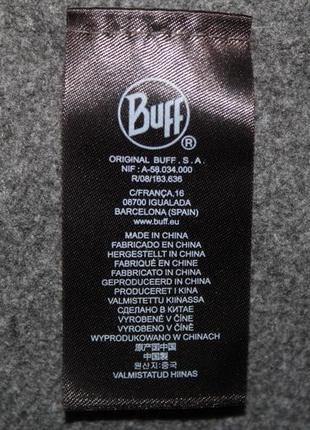 BUFF
®
ORIGINAL BUFF . S . A .
NIF : A-58.034.000
R/08/163.636
C/FRANÇA,16
08700 IGUALADA
BARCELONA (SPAIN)
www.buff.eu
MADE IN CHINA
FABRICADO EN CHINA
HERGESTELLT IN CHINA
FABRIQUÉ EN CHINE
FABBRICATO IN CHINA
GEPRODUCEERD IN CHINA
PRODUCERET I KINA
VALMISTETTU KIINASSA
СДЕЛАНО В КИТАЕ
VYROBENÉ V ČÍNE
VYROBENO V ČÍNĚ
WYPRODUKOWANO W CHINACH
原产国中国
中国製
원산지:중국
VALMISTATUD HIINAS